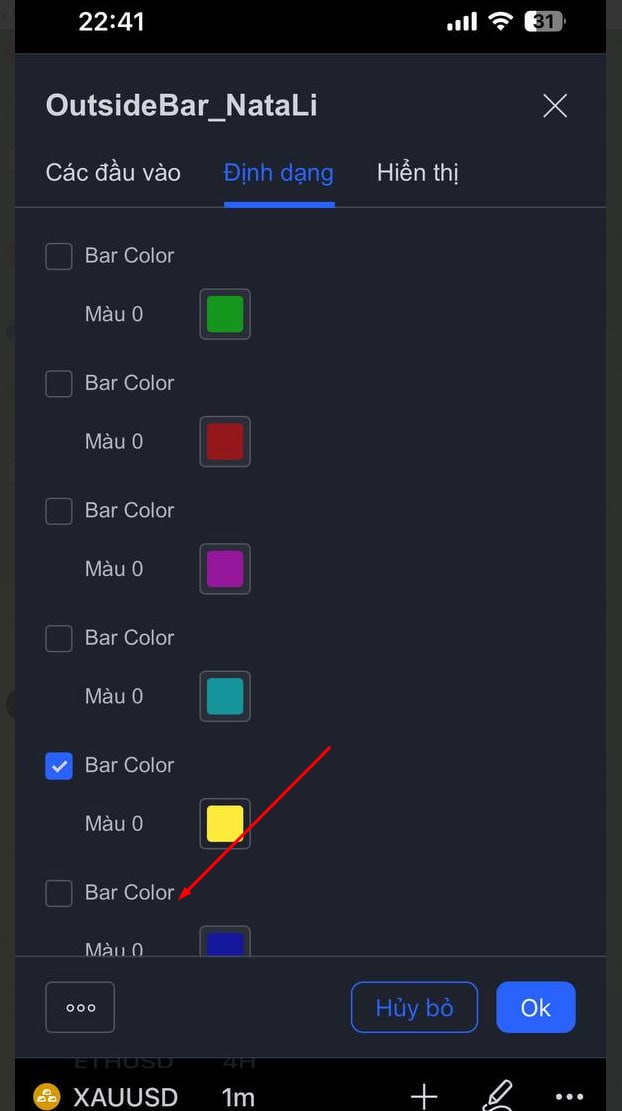 22:41
31
OutsideBar_NataLi
Các đầu vào Định dạng Hiển thị
Bar Color
Màu 0
Bar Color
Màu 0
Bar Color
Màu 0
Bar Color
Màu 0
Bar Color
Màu 0
Bar Color
Màu 0
Hủy bỏ Ok
ETHUSD 4H
XAUUSD 1m